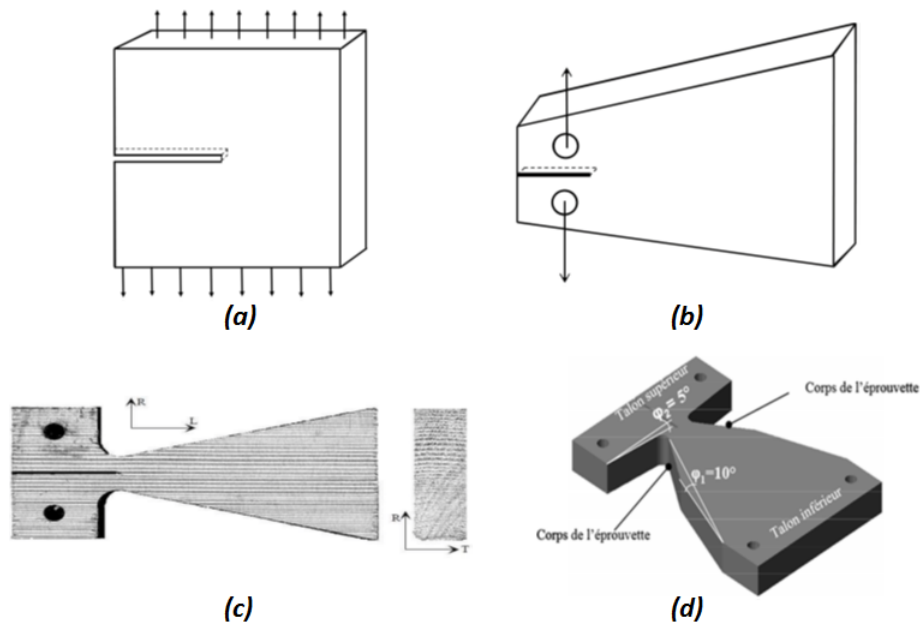 (a)
(b)
R
L
R
T
Talon supérieur
φ₂= 5°
Corps de l'éprouvette
φ₁=10°
Corps de l'éprouvette
Talon inférieur
(c)
(d)